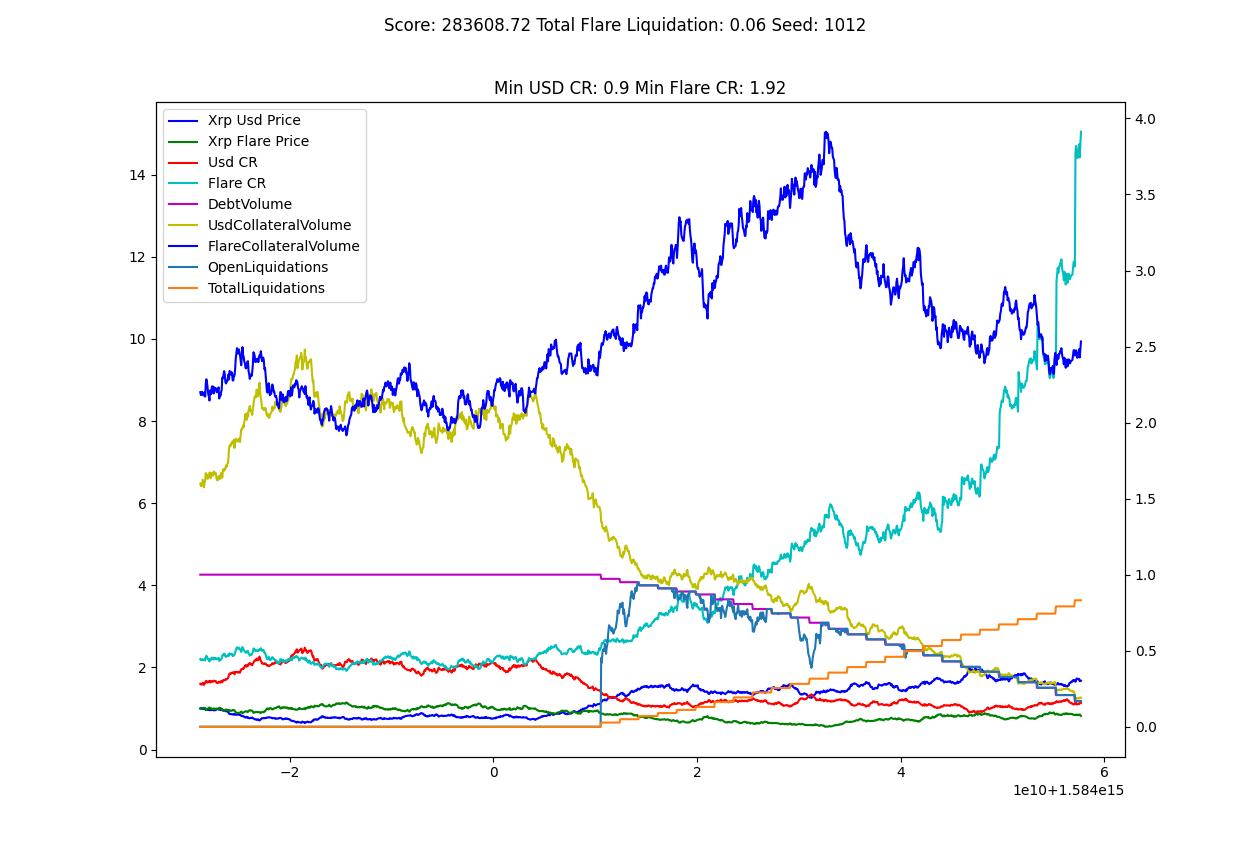 Score: 283608.72 Total Flare Liquidation: 0.06 Seed: 1012
Min USD CR: 0.9 Min Flare CR: 1.92
Xrp Usd Price
Xrp Flare Price
Usd CR
Flare CR
DebtVolume
UsdCollateralVolume
FlareCollateralVolume
OpenLiquidations
TotalLiquidations
14
12
10
8
6
4
2
0
4.0
3.5
3.0
2.5
2.0
1.5
1.0
0.5
0.0
−2
0
2
4
6
1e10+1.584e15